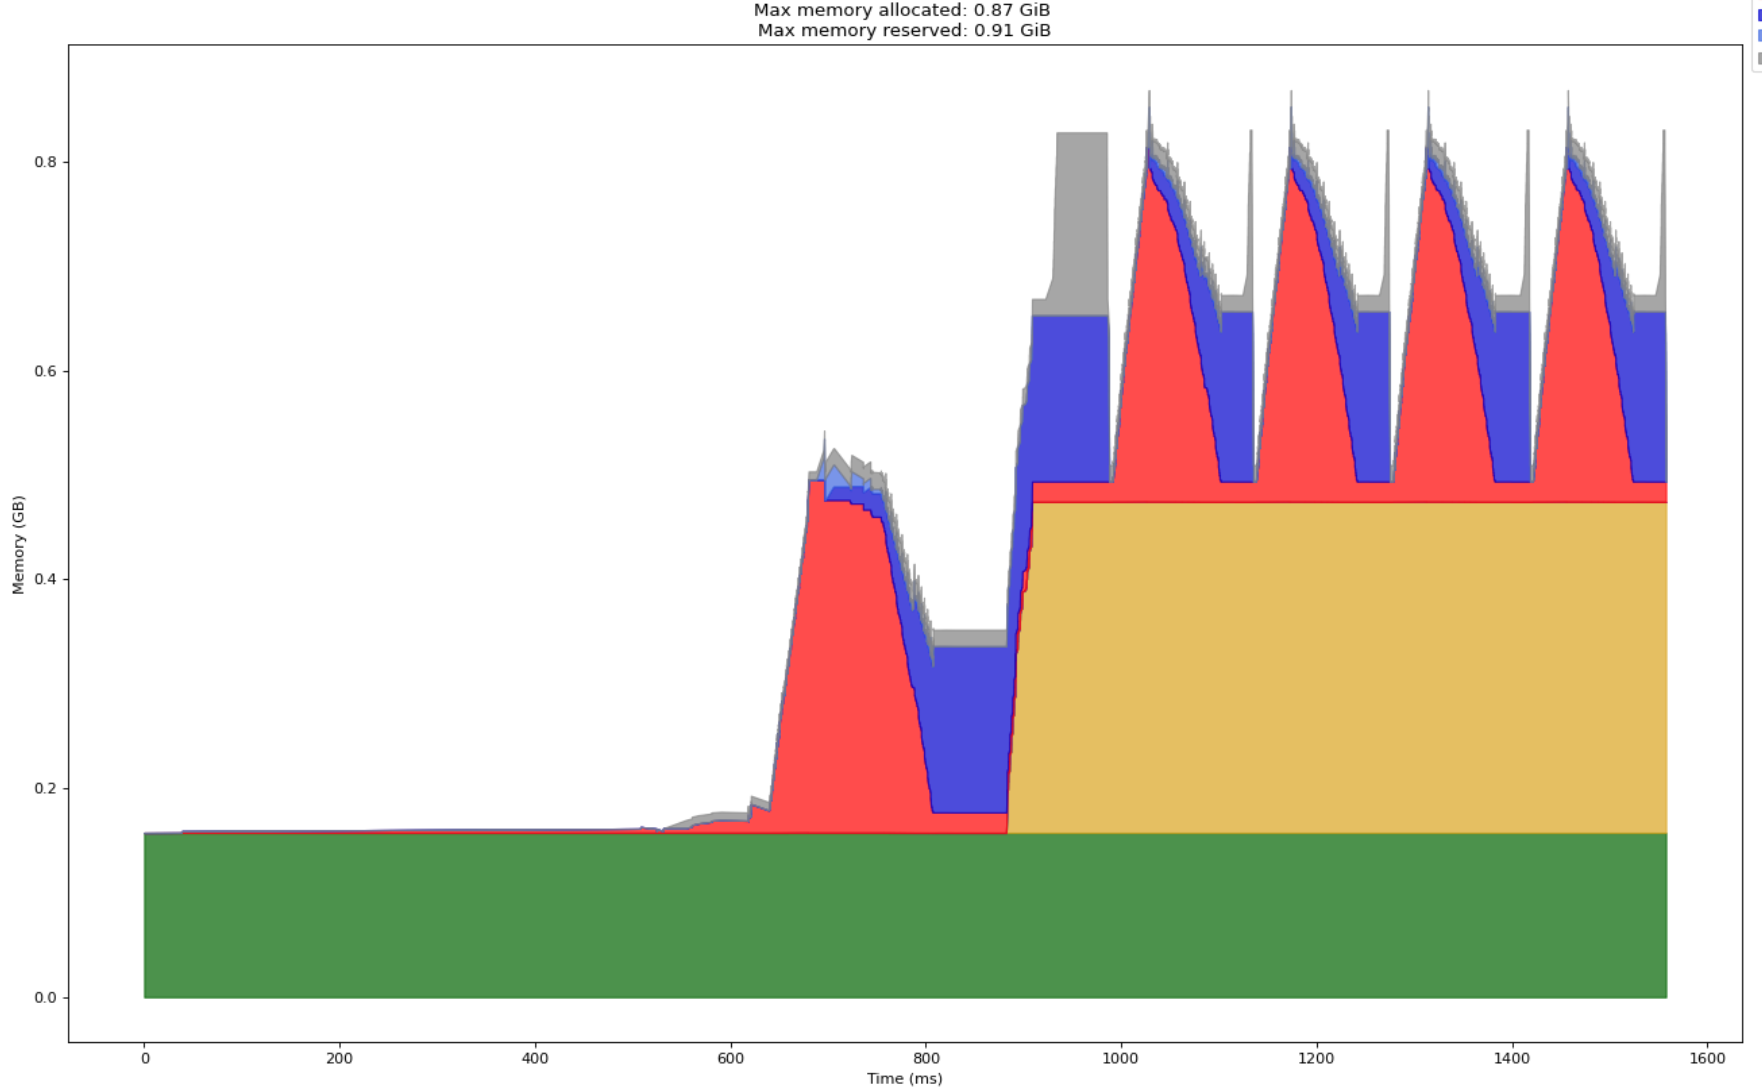 Max memory allocated: 0.87 GiB
Max memory reserved: 0.91 GiB
Memory (GB)
0.8
0.6
0.4
0.2
0.0
0 200 400 600 800 1000 1200 1400 1600
Time (ms)